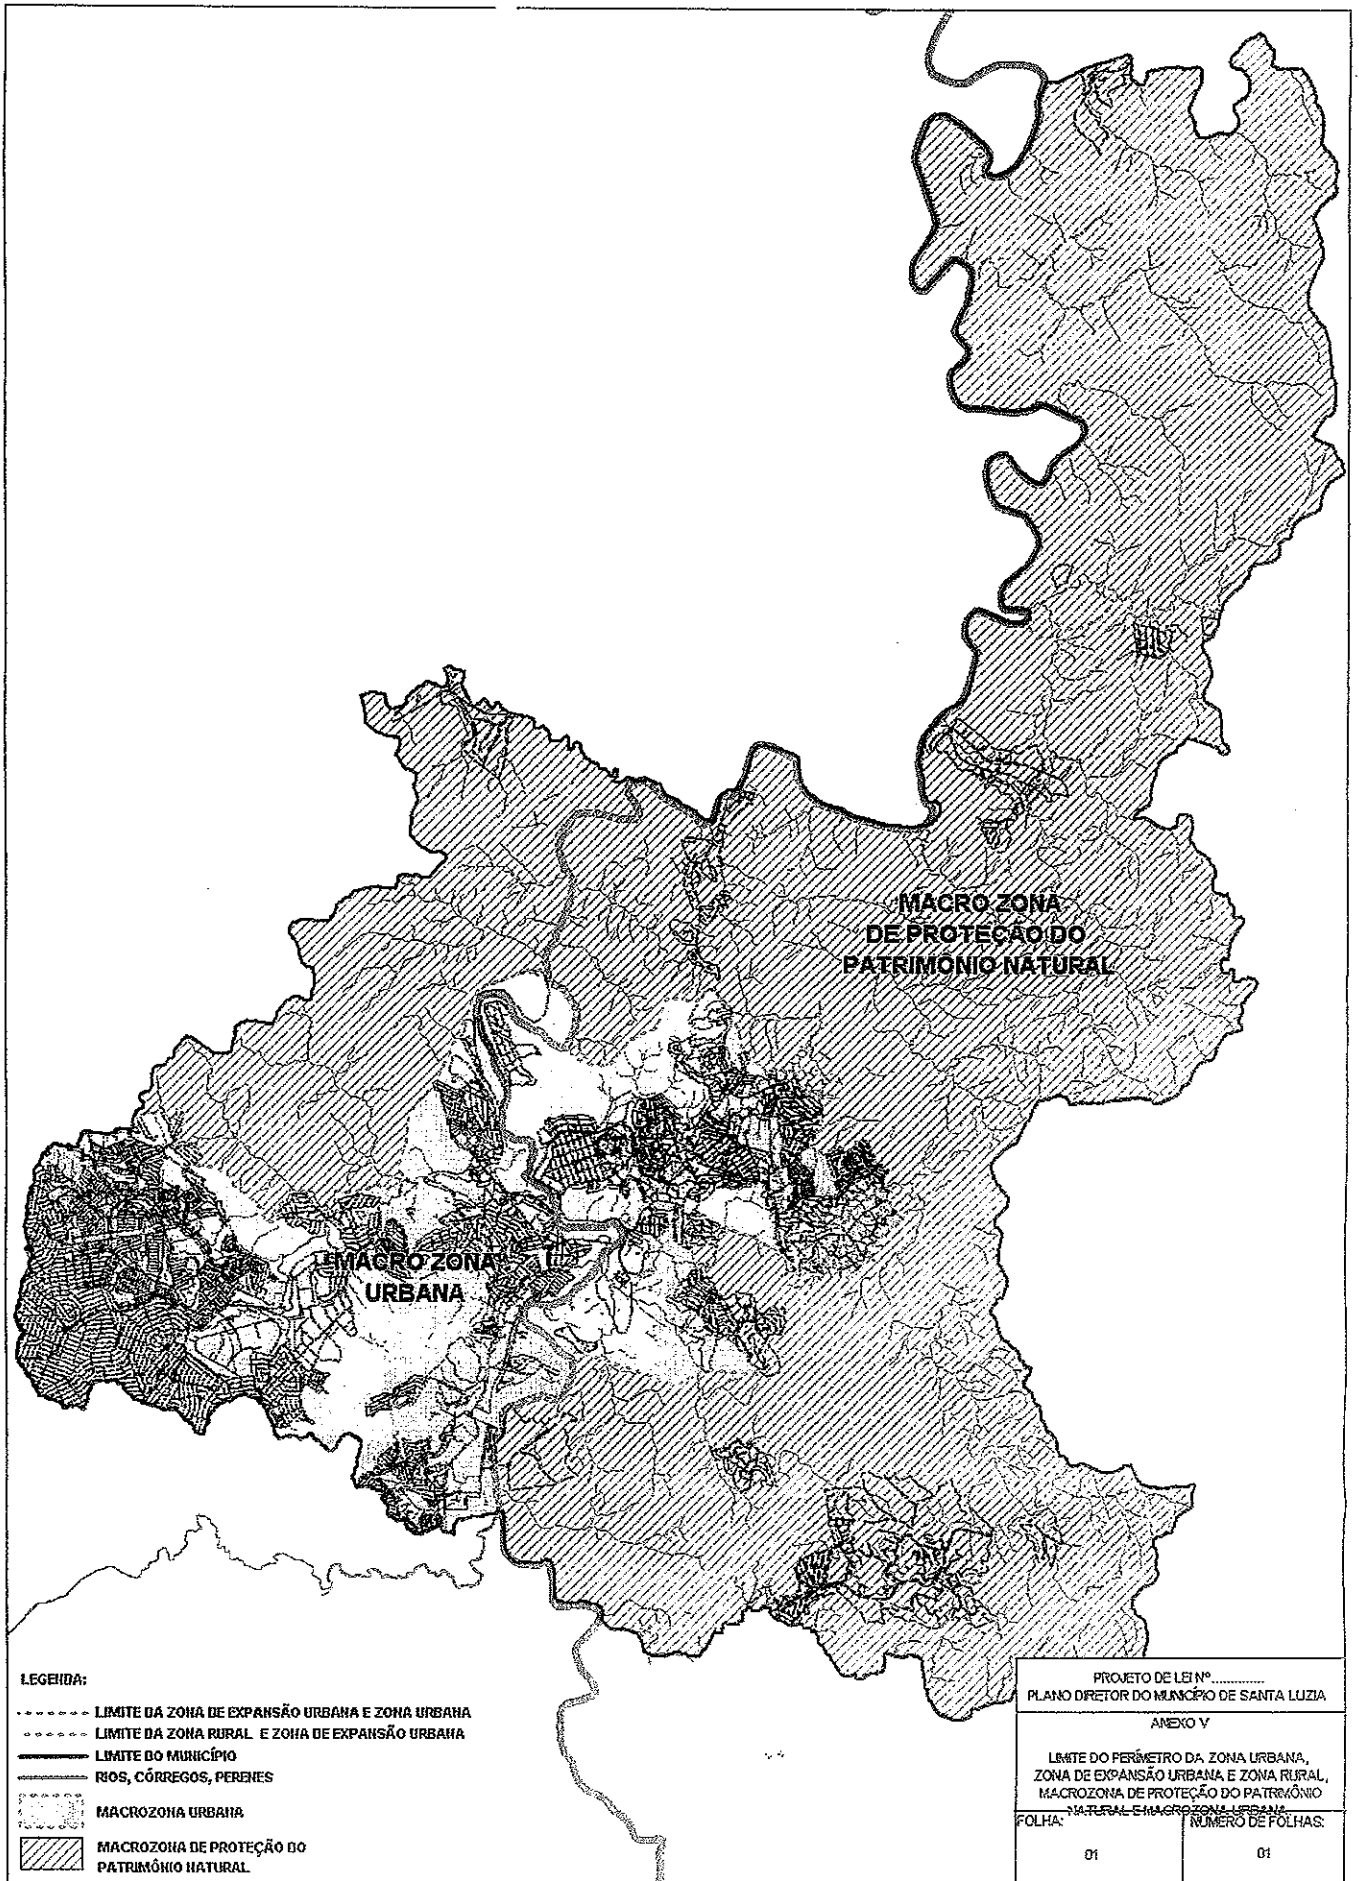 MACRO ZONA
DE PROTEÇÃO DO
PATRIMÔNIO NATURAL
MACRO ZONA
URBANA
LEGENDA:
LIMITE DA ZONA DE EXPANSÃO URBANA E ZONA URBANA
LIMITE DA ZONA RURAL E ZONA DE EXPANSÃO URBANA
LIMITE DO MUNICÍPIO
RIOS, CÓRREGOS, PERENES
MACROZONA URBANA
MACROZONA DE PROTEÇÃO DO
PATRIMÔNIO NATURAL
PROJETO DE LEI Nº.............
PLANO DIRETOR DO MUNICÍPIO DE SANTA LUZIA
ANEXO V
LIMITE DO PERÍMETRO DA ZONA URBANA,
ZONA DE EXPANSÃO URBANA E ZONA RURAL,
MACROZONA DE PROTEÇÃO DO PATRIMÔNIO
NATURAL E MACROZONA URBANA.
FOLHA:
01
NÚMERO DE FOLHAS:
01